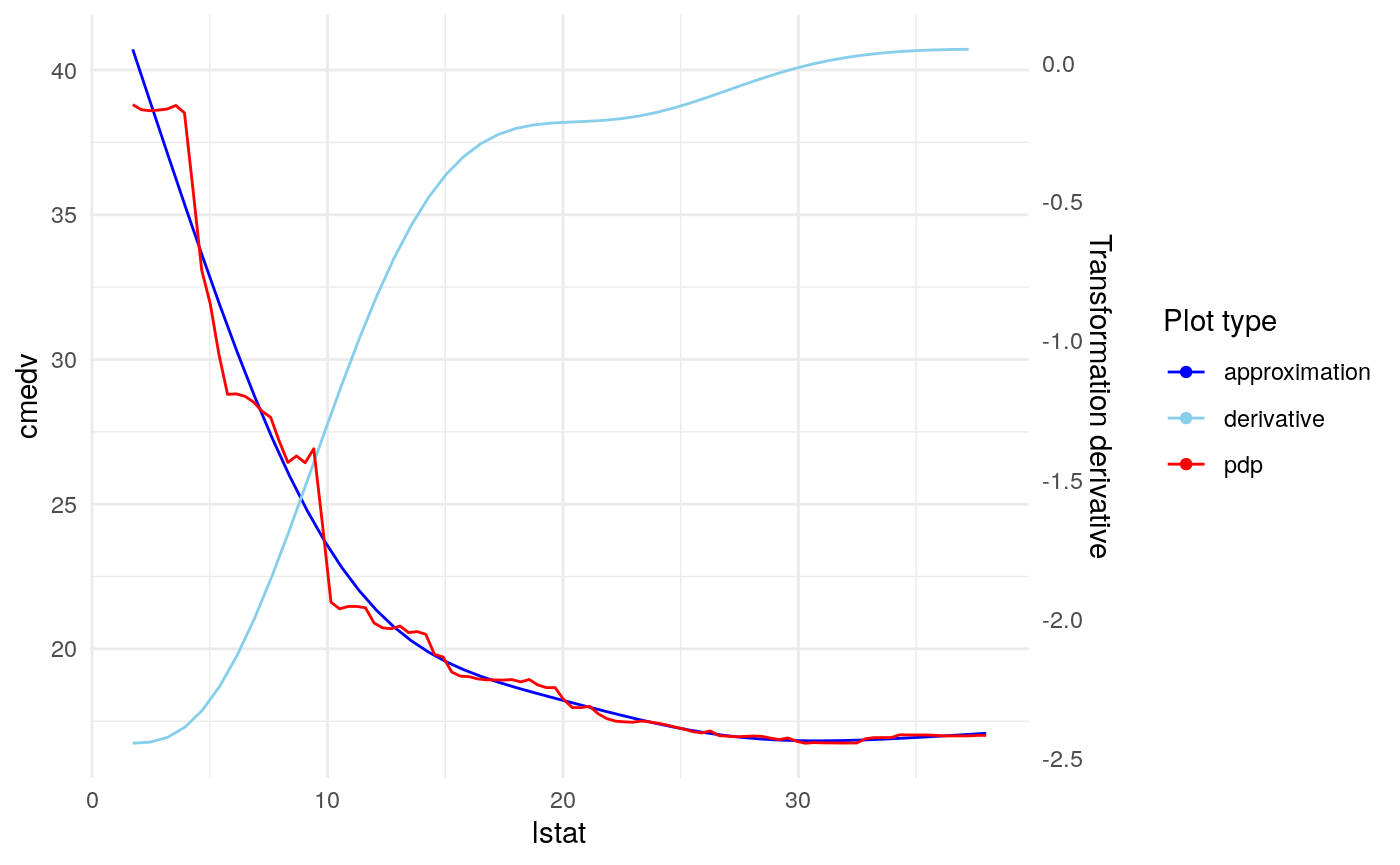 40
35
30
25
20
cmedv
0
10
20
30
lstat
0.0
-0.5
-1.0
-1.5
-2.0
-2.5
Transformation derivative
Plot type
approximation
derivative
pdp